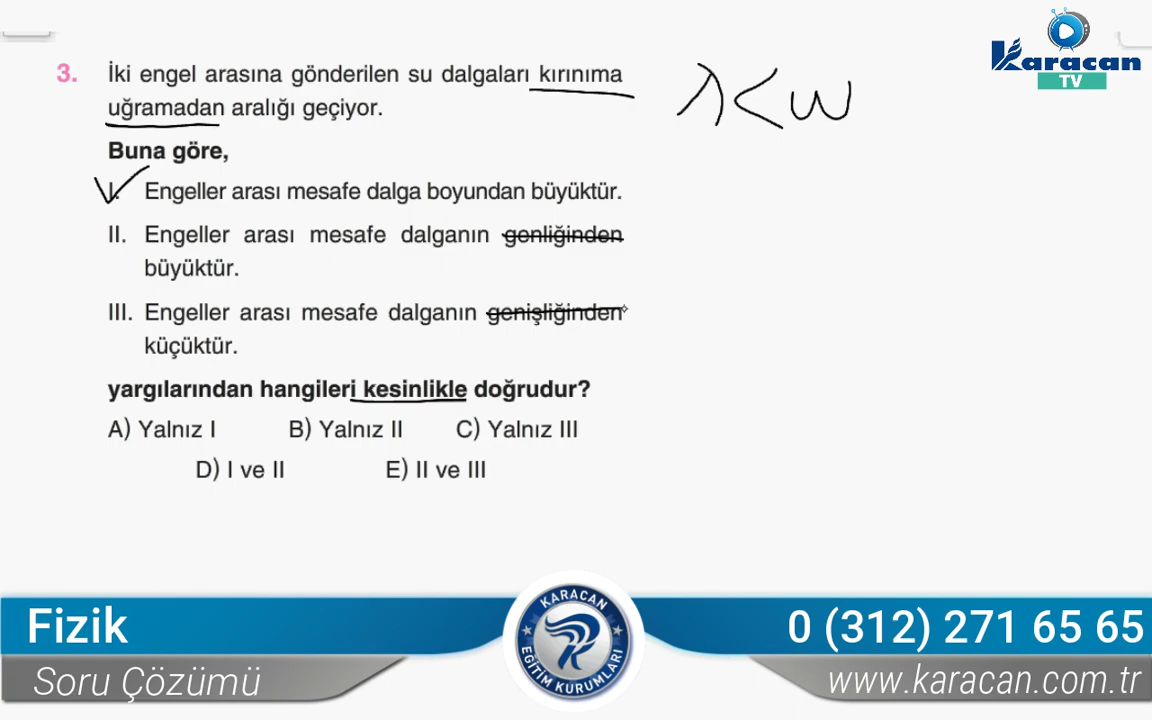 Karacan
TV
3. İki engel arasına gönderilen su dalgaları kırınıma
uğramadan aralığı geçiyor.
λ<w
Buna göre,
I. Engeller arası mesafe dalga boyundan büyüktür.
II. Engeller arası mesafe dalganın genliğinden
büyüktür.
III. Engeller arası mesafe dalganın genişliğinden
küçüktür.
yargılarından hangileri kesinlikle doğrudur?
A) Yalnız I B) Yalnız II C) Yalnız III
D) I ve II E) II ve III
KARACAN
EĞİTİM KURUMLARI
Fizik
0 (312) 271 65 65
Soru Çözümü
www.karacan.com.tr